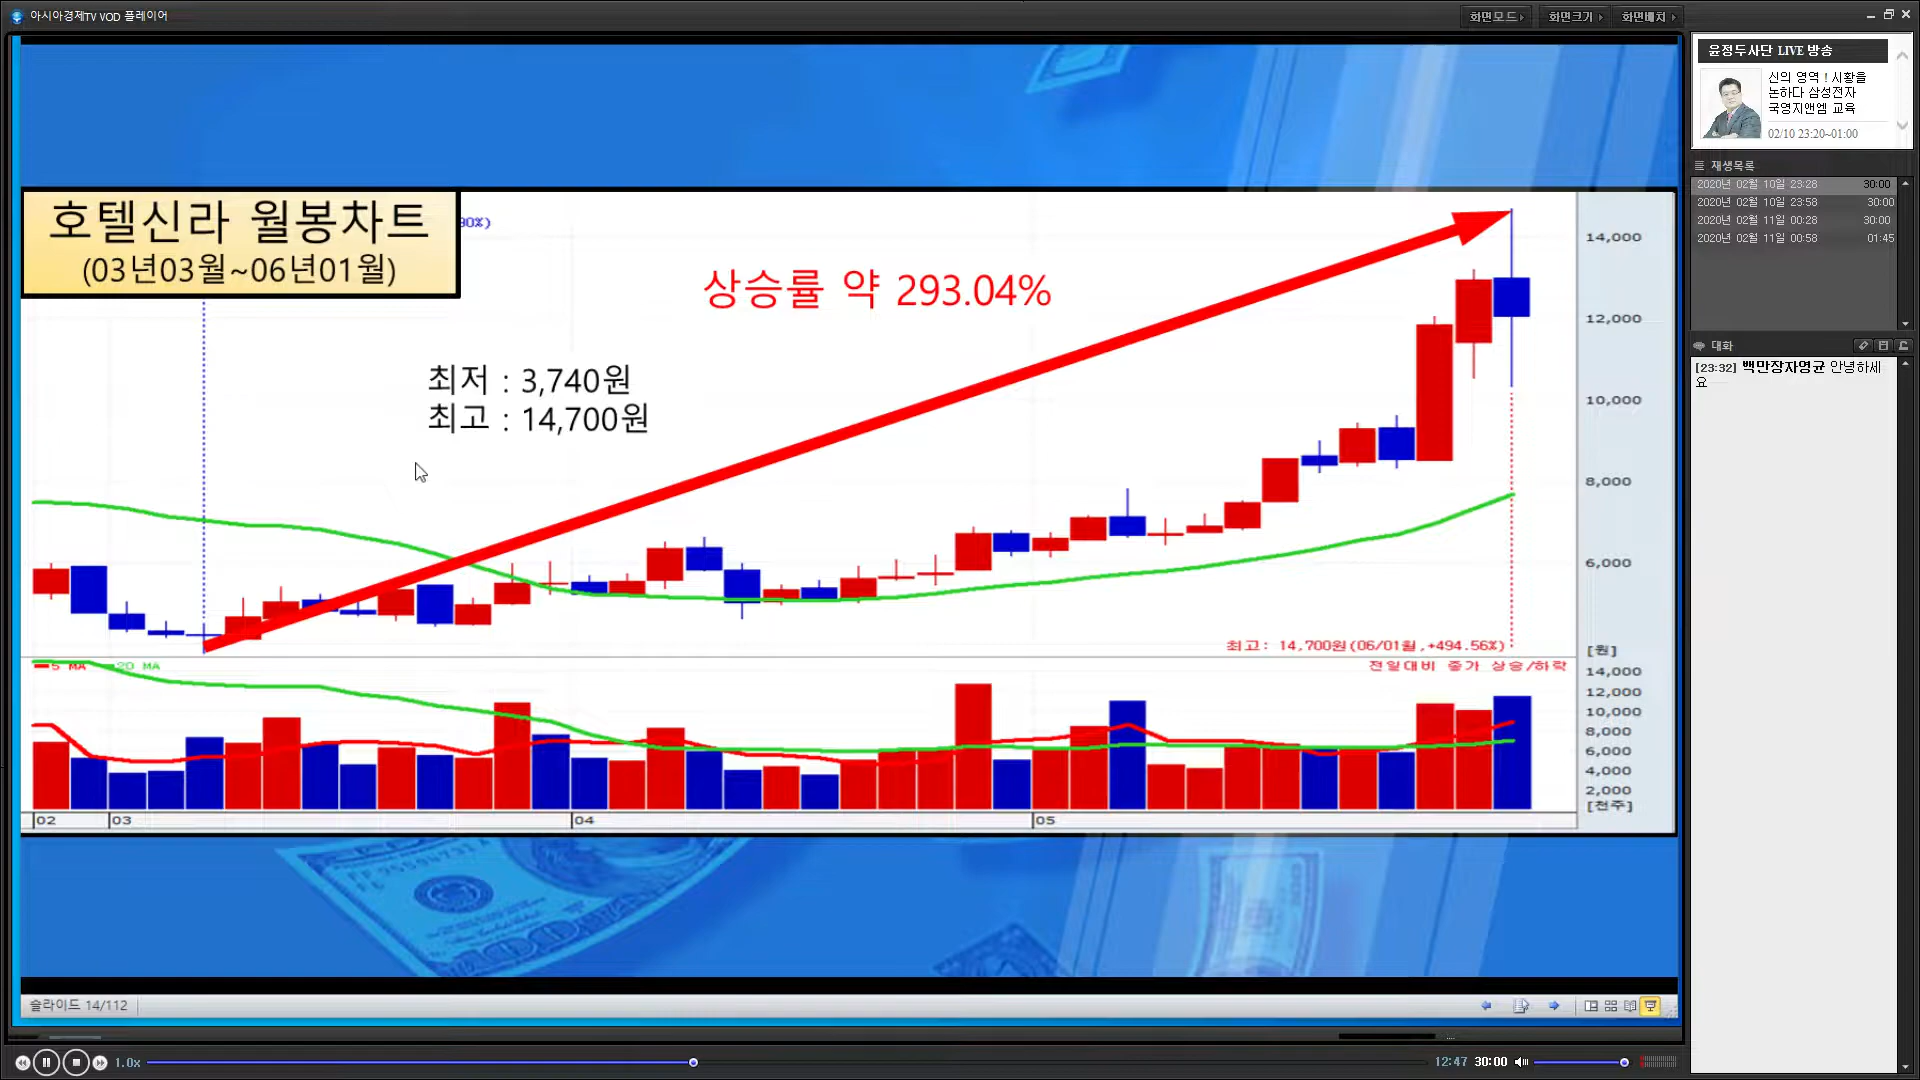 아시아경제TV VOD 플레이어
화면모드
화면크기
화면배치
윤정두사단 LIVE 방송
신의 영역 ! 시황을
논하다 삼성전자
국영지앤엠 교육
02/10 23:20~01:00
재생목록
2020년 02월 10일 23:28 30:00
2020년 02월 10일 23:58 30:00
2020년 02월 11일 00:28 30:00
2020년 02월 11일 00:58 01:45
대화
[23:32] 백만장자영균 안녕하세
요
호텔신라 월봉차트
(03년03월~06년01월)
상승률 약 293.04%
최저 : 3,740원
최고 : 14,700원
14,000
12,000
10,000
8,000
6,000
최고: 14,700원(06/01월,+494.56%)
[원]
5 MA 20 MA
전일대비 종가 상승/하락
14,000
12,000
10,000
8,000
6,000
4,000
2,000
[천주]
02 03 04 05
슬라이드 14/112
1.0x
12:47 30:00